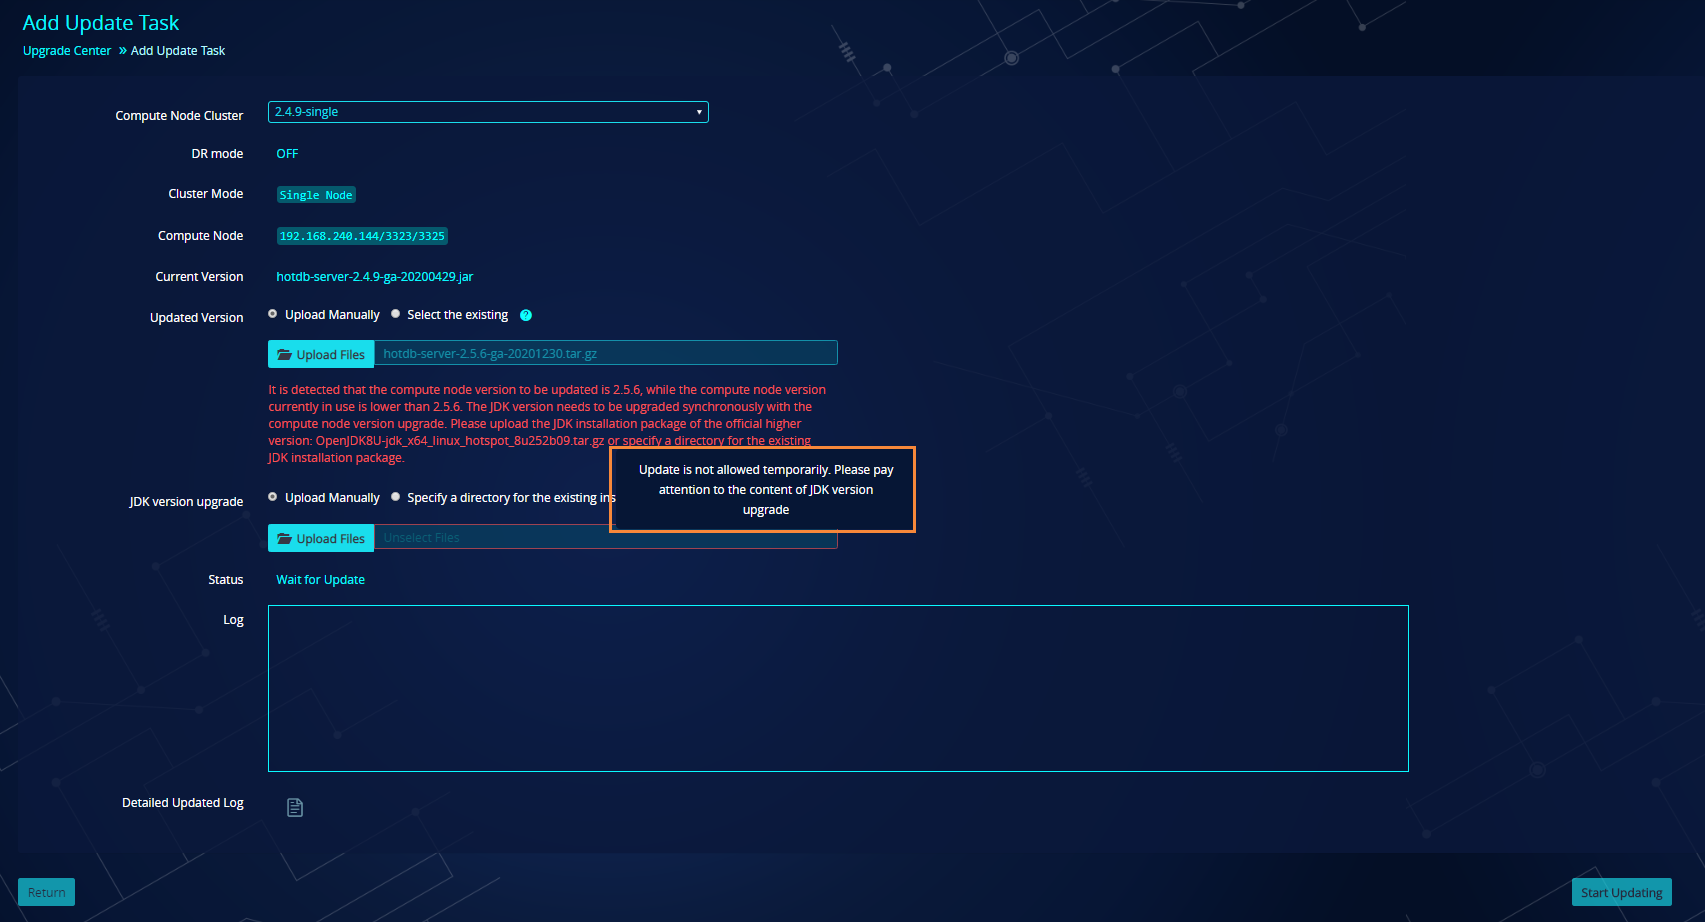 Add Update Task
Upgrade Center » Add Update Task
Compute Node Cluster 2.4.9-single
DR mode OFF
Cluster Mode Single Node
Compute Node 192.168.240.144/3323/3325
Current Version hotdb-server-2.4.9-ga-20200429.jar
Updated Version Upload Manually Select the existing ?
Upload Files hotdb-server-2.5.6-ga-20201230.tar.gz
It is detected that the compute node version to be updated is 2.5.6, while the compute node version
currently in use is lower than 2.5.6. The JDK version needs to be upgraded synchronously with the
compute node version upgrade. Please upload the JDK installation package of the official higher
version: OpenJDK8U-jdk_x64_linux_hotspot_8u252b09.tar.gz or specify a directory for the existing
JDK installation package.
Update is not allowed temporarily. Please pay
attention to the content of JDK version
upgrade
JDK version upgrade Upload Manually Specify a directory for the existing ins
Upload Files Unselect Files
Status Wait for Update
Log
Detailed Updated Log
Return
Start Updating